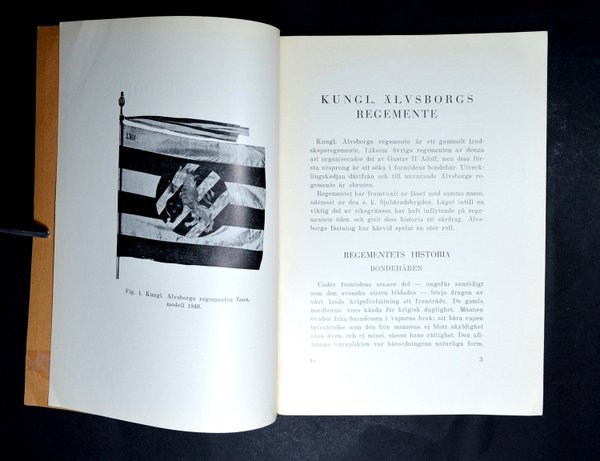 Fig. 1. Kungl. Älvsborgs regementes fana,
modell 1849.
KUNGL. ÄLVSBORGS
REGEMENTE
Kungl. Älvsborgs regemente är ett gammalt land-
skapsregemente. Liksom övriga regementen av denna
art organiserades det av Gustav II Adolf, men dess för-
sta ursprung är att söka i forntidens bondehär. Utveck-
lingskedjan därifrån och till nuvarande Älvsborgs re-
gemente är obruten.
Regementet har framvuxit ur länet med samma namn,
närmast ur den s. k. Sjuhäradsbygden. Läget intill en
viktig del av riksgränsen har haft inflytande på rege-
mentets öden och givit dess historia ett särdrag. Älvs-
borgs fästning har härvid spelat en stor roll.
REGEMENTETS HISTORIA
BONDEHÄREN
Under forntidens senare del — ungefär samtidigt
som den svenska staten bildades — börja dragen av
vårt lands krigsförfattning att framträda. De gamla
nordborna voro kända för krigisk duglighet. Männen
övades från barndomen i vapnens bruk; att bära vapen
betraktades som den frie mannens ej blott skyldighet
utan även, och ej minst, såsom hans rättighet. Den all-
männa värnplikten var härordningens naturliga form.
3